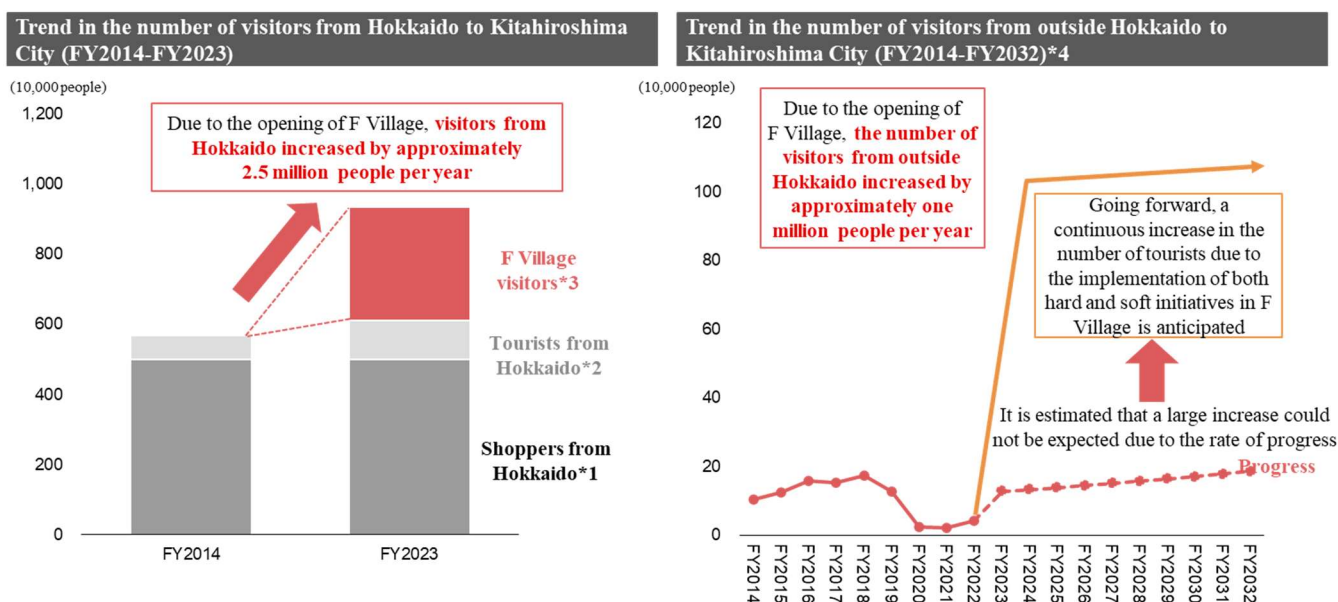 Trend in the number of visitors from Hokkaido to Kitahiroshima
City (FY2014-FY2023)
(10,000people)
1,200
1,000
800
600
400
200
0
Due to the opening of F Village, visitors from
Hokkaido increased by approximately
2.5 million people per year
F Village
visitors*3
Tourists from
Hokkaido*2
Shoppers from
Hokkaido*1
FY2014
FY2023
Trend in the number of visitors from outside Hokkaido to
Kitahiroshima City (FY2014-FY2032)*4
(10,000people)
120
100
80
60
40
20
0
Due to the opening of
F Village, the number of
visitors from outside
Hokkaido increased by
approximately one
million people per year
Going forward, a
continuous increase in the
number of tourists due to
the implementation of both
hard and soft initiatives in F
Village is anticipated
It is estimated that a large increase could
not be expected due to the rate of progress
Progress
FY2014
FY2015
FY2016
FY2017
FY2018
FY2019
FY2020
FY2021
FY2022
FY2023
FY2024
FY2025
FY2026
FY2027
FY2028
FY2029
FY2030
FY2031
FY2032